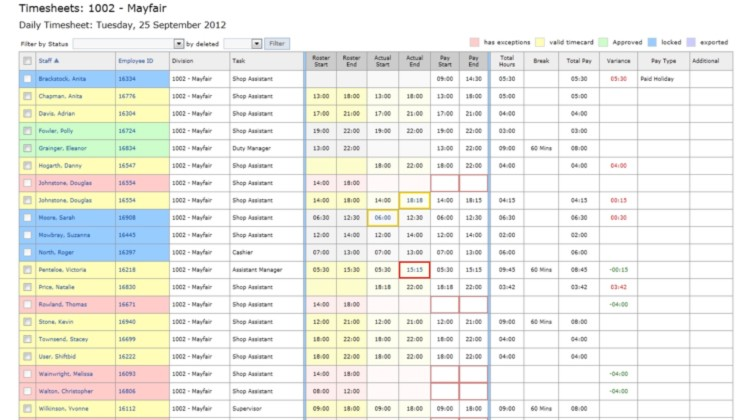 Timesheets: 1002 - Mayfair
Daily Timesheet: Tuesday, 25 September 2012
Filter by Status by deleted Filter has exceptions valid timecard Approved locked exported
Staff Employee ID Division Task Roster Start Roster End Actual Start Actual End Pay Start Pay End Total Hours Break Total Pay Variance Pay Type Additional
Brackstock, Anita 16334 1002 - Mayfair Shop Assistant 09:00 14:30 05:30 05:30 05:30 Paid Holiday
Chapman, Anita 16776 1002 - Mayfair Shop Assistant 13:00 18:00 13:00 18:00 13:00 18:00 05:00 05:00
Davis, Adrian 16304 1002 - Mayfair Shop Assistant 17:00 21:00 17:00 21:00 17:00 21:00 04:00 04:00
Fowler, Polly 16724 1002 - Mayfair Shop Assistant 19:00 22:00 19:00 22:00 19:00 22:00 03:00 03:00
Grainger, Eleanor 16834 1002 - Mayfair Duty Manager 13:00 22:00 13:00 22:00 09:00 60 Mins 08:00
Hogarth, Danny 16547 1002 - Mayfair Shop Assistant 18:00 22:00 18:00 22:00 04:00 04:00 04:00
Johnstone, Douglas 16554 1002 - Mayfair Shop Assistant 14:00 18:00
Johnstone, Douglas 16554 1002 - Mayfair Shop Assistant 14:00 18:00 14:00 18:18 14:00 18:15 04:15 04:15 00:15
Moore, Sarah 16908 1002 - Mayfair Shop Assistant 06:30 12:30 06:00 12:30 06:00 12:30 06:30 06:30 00:30
Mowbray, Suzanna 16445 1002 - Mayfair Shop Assistant 12:00 14:00 12:00 14:00 12:00 14:00 02:00 02:00
North, Roger 16397 1002 - Mayfair Cashier 07:00 13:00 07:00 13:00 07:00 13:00 06:00 06:00
Pantelos, Victoria 16218 1002 - Mayfair Assistant Manager 05:30 15:30 05:30 15:15 05:30 15:15 09:45 60 Mins 08:45 -00:15
Price, Natalie 16830 1002 - Mayfair Shop Assistant 18:18 22:00 18:18 22:00 03:42 03:42 03:42
Rowland, Thomas 16671 1002 - Mayfair Shop Assistant 14:00 18:00 -04:00
Stone, Kevin 16940 1002 - Mayfair Shop Assistant 12:00 21:00 12:00 21:00 12:00 21:00 09:00 60 Mins 08:00
Townsend, Stacey 16699 1002 - Mayfair Shop Assistant 18:00 22:00 18:00 22:00 18:00 22:00 04:00 04:00
User, Shiftbid 16222 1002 - Mayfair Shop Assistant 18:00 22:00 18:00 22:00 18:00 22:00 04:00 04:00
Wainwright, Melissa 16093 1002 - Mayfair Shop Assistant 14:00 18:00 -04:00
Walton, Christopher 16806 1002 - Mayfair Shop Assistant 08:00 12:00 -04:00
Wilkinson, Yvonne 16112 1002 - Mayfair Supervisor 09:00 18:00 09:00 18:00 09:00 18:00 09:00 60 Mins 08:00